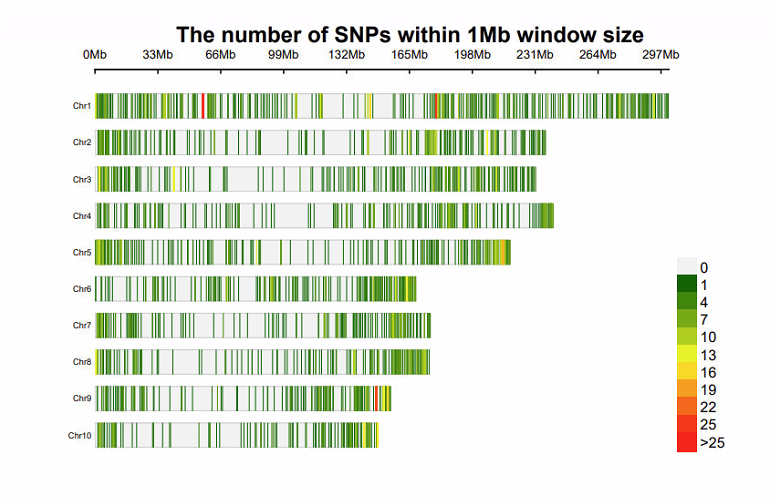 The number of SNPs within 1Mb window size
0Mb 33Mb 66Mb 99Mb 132Mb 165Mb 198Mb 231Mb 264Mb 297Mb
Chr1
Chr2
Chr3
Chr4
Chr5
Chr6
Chr7
Chr8
Chr9
Chr10
0
1
4
7
10
13
16
19
22
25
>25